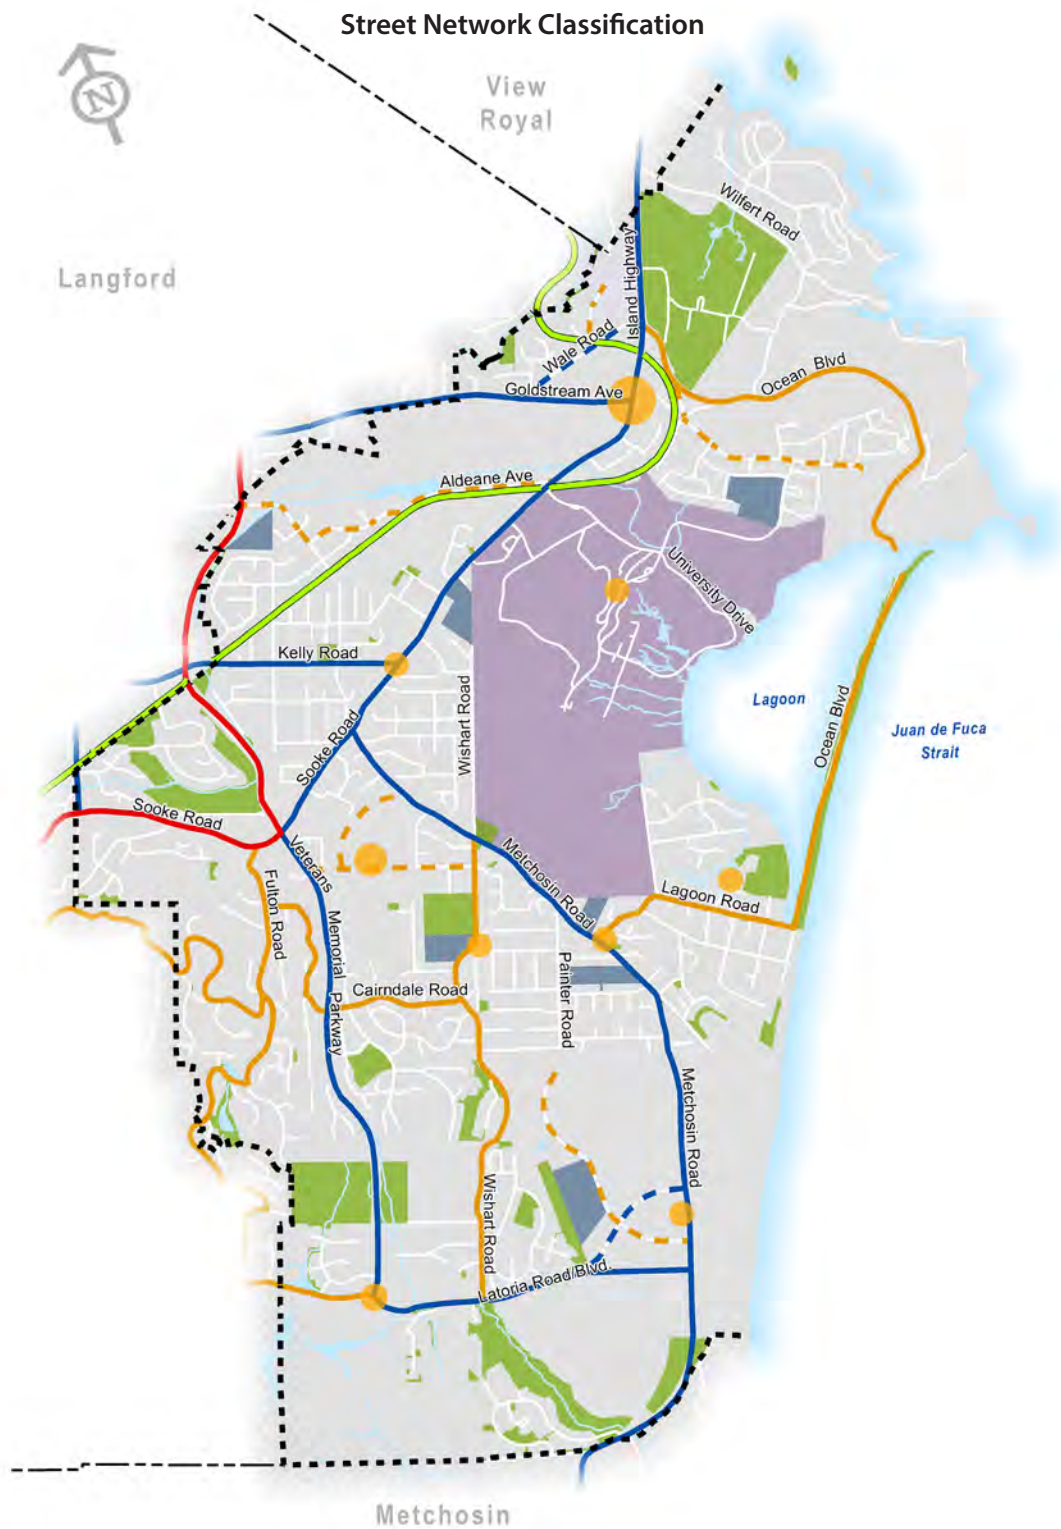 Street Network Classification
N
View
Royal
Wilfert Road
Langford
Island Highway
Wale Road
Ocean Blvd
Goldstream Ave
Aldeane Ave
University Drive
Kelly Road
Wishart Road
Lagoon
Ocean Blvd
Juan de Fuca
Strait
Sooke Road
Sooke Road
Veterans
Memorial
Parkway
Metchosin Road
Fulton Road
Lagoon Road
Painter Road
Cairndale Road
Metchosin Road
Wishart Road
Latoria Road/Blvd.
Metchosin